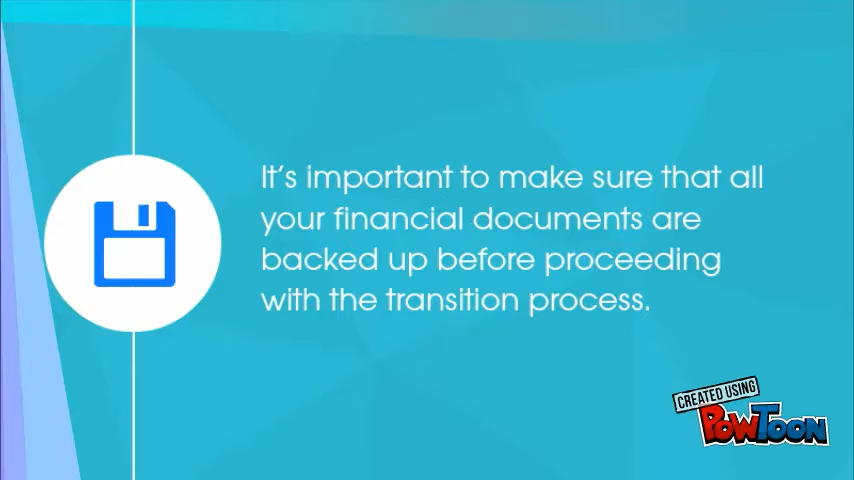 It’s important to make sure that all
your financial documents are
backed up before proceeding
with the transition process.
CREATED USING
POWTOON